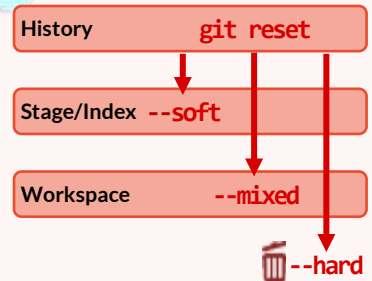 History git reset
Stage/Index --soft
Workspace --mixed
--hard